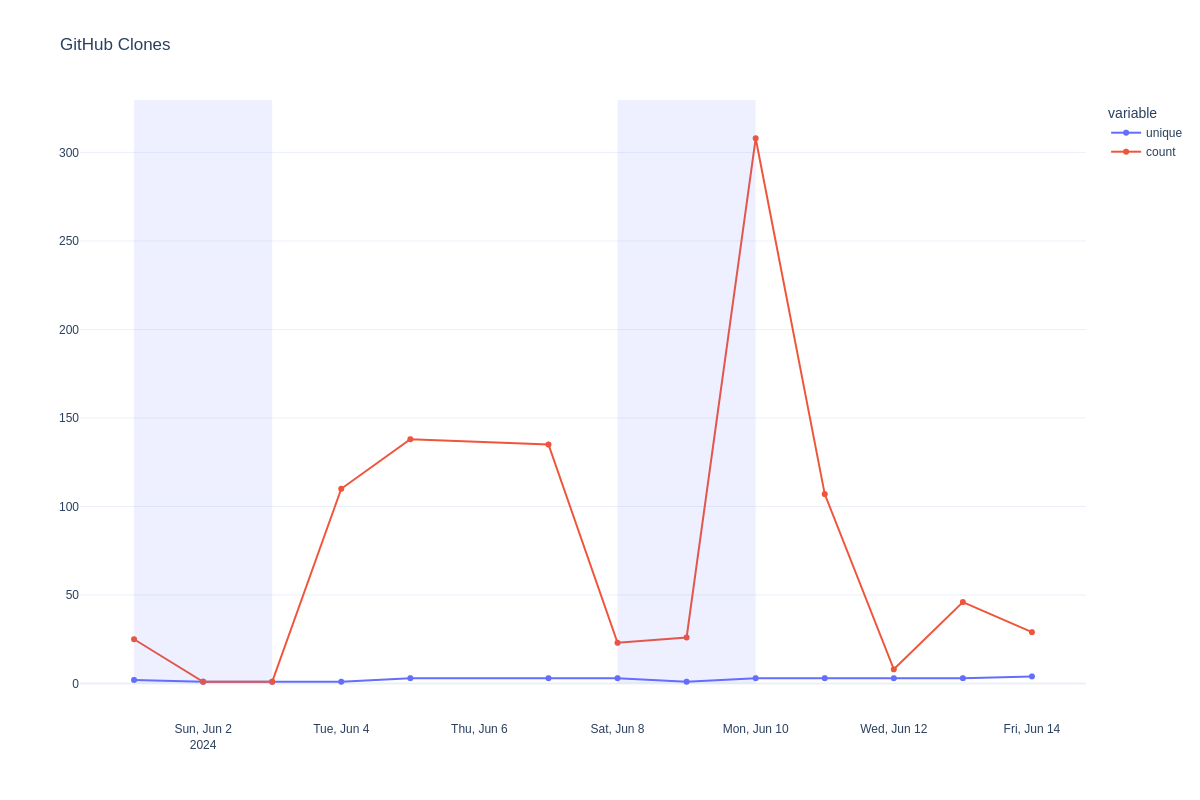 GitHub Clones
variable
unique
count
300
250
200
150
100
50
0
Sun, Jun 2
2024
Tue, Jun 4
Thu, Jun 6
Sat, Jun 8
Mon, Jun 10
Wed, Jun 12
Fri, Jun 14